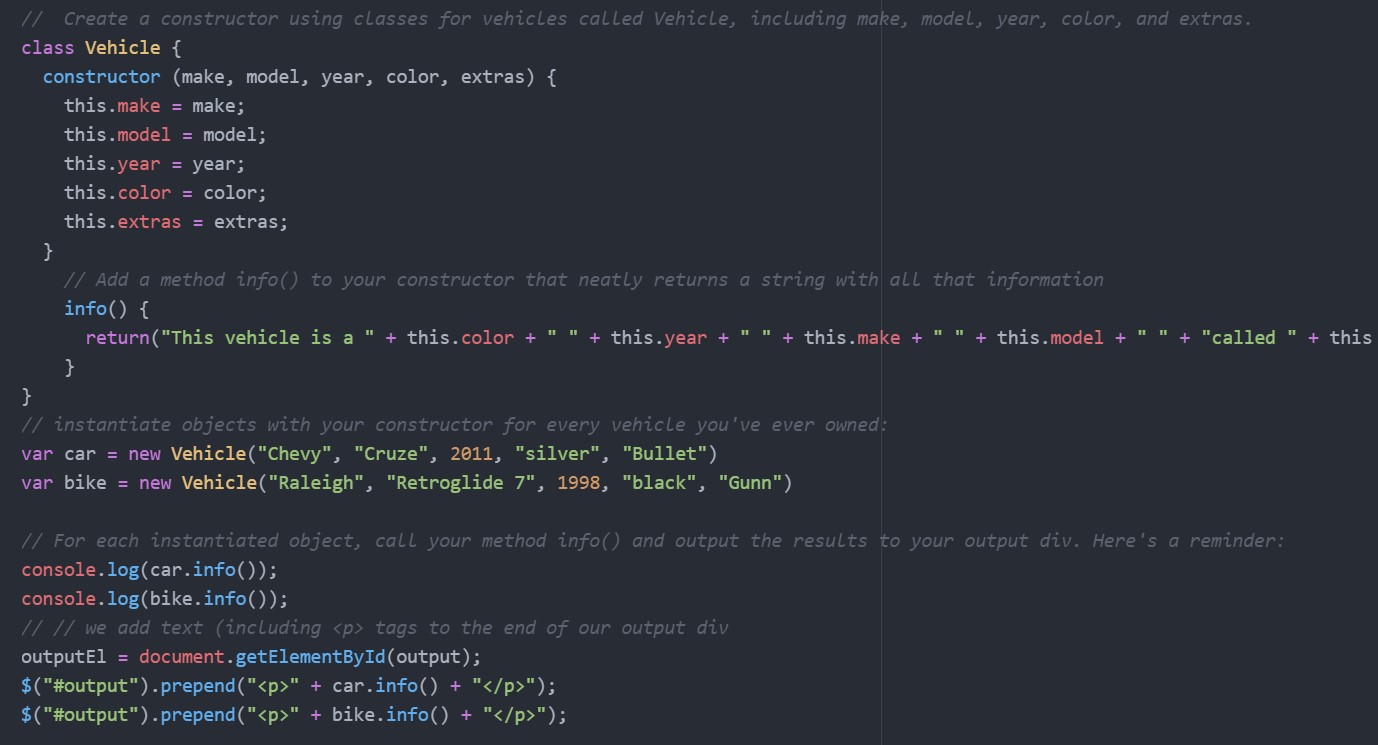 //  Create a constructor using classes for vehicles called Vehicle, including make, model, year, color, and extras.
class Vehicle {
  constructor (make, model, year, color, extras) {
    this.make = make;
    this.model = model;
    this.year = year;
    this.color = color;
    this.extras = extras;
  }
    // Add a method info() to your constructor that neatly returns a string with all that information
    info() {
      return("This vehicle is a " + this.color + " " + this.year + " " + this.make + " " + this.model + " " + "called " + this
    }
}
// instantiate objects with your constructor for every vehicle you've ever owned:
var car = new Vehicle("Chevy", "Cruze", 2011, "silver", "Bullet")
var bike = new Vehicle("Raleigh", "Retroglide 7", 1998, "black", "Gunn")

// For each instantiated object, call your method info() and output the results to your output div. Here's a reminder:
console.log(car.info());
console.log(bike.info());
// // we add text (including <p> tags to the end of our output div
outputEl = document.getElementById(output);
$("#output").prepend("<p>" + car.info() + "</p>");
$("#output").prepend("<p>" + bike.info() + "</p>");